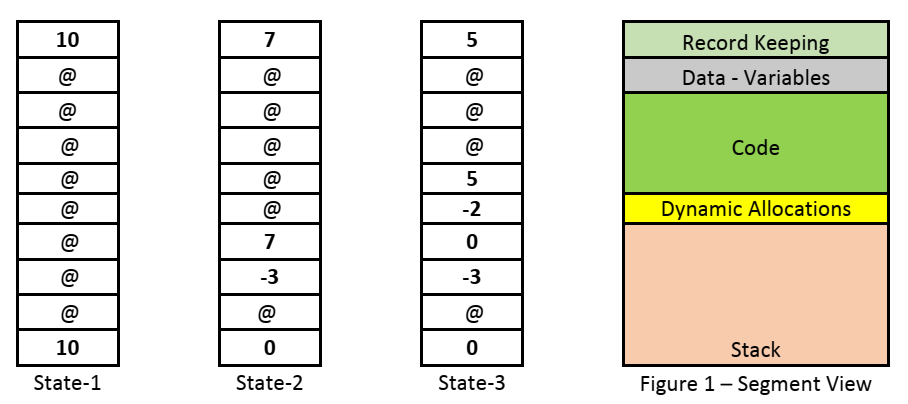 10 7 5 Record Keeping
@ @ @ Data - Variables
@ @ @
@ @ @ Code
@ @ 5
@ @ -2 Dynamic Allocations
@ 7 0
@ -3 -3
@ @ @
10 0 0 Stack
State-1 State-2 State-3 Figure 1 – Segment View